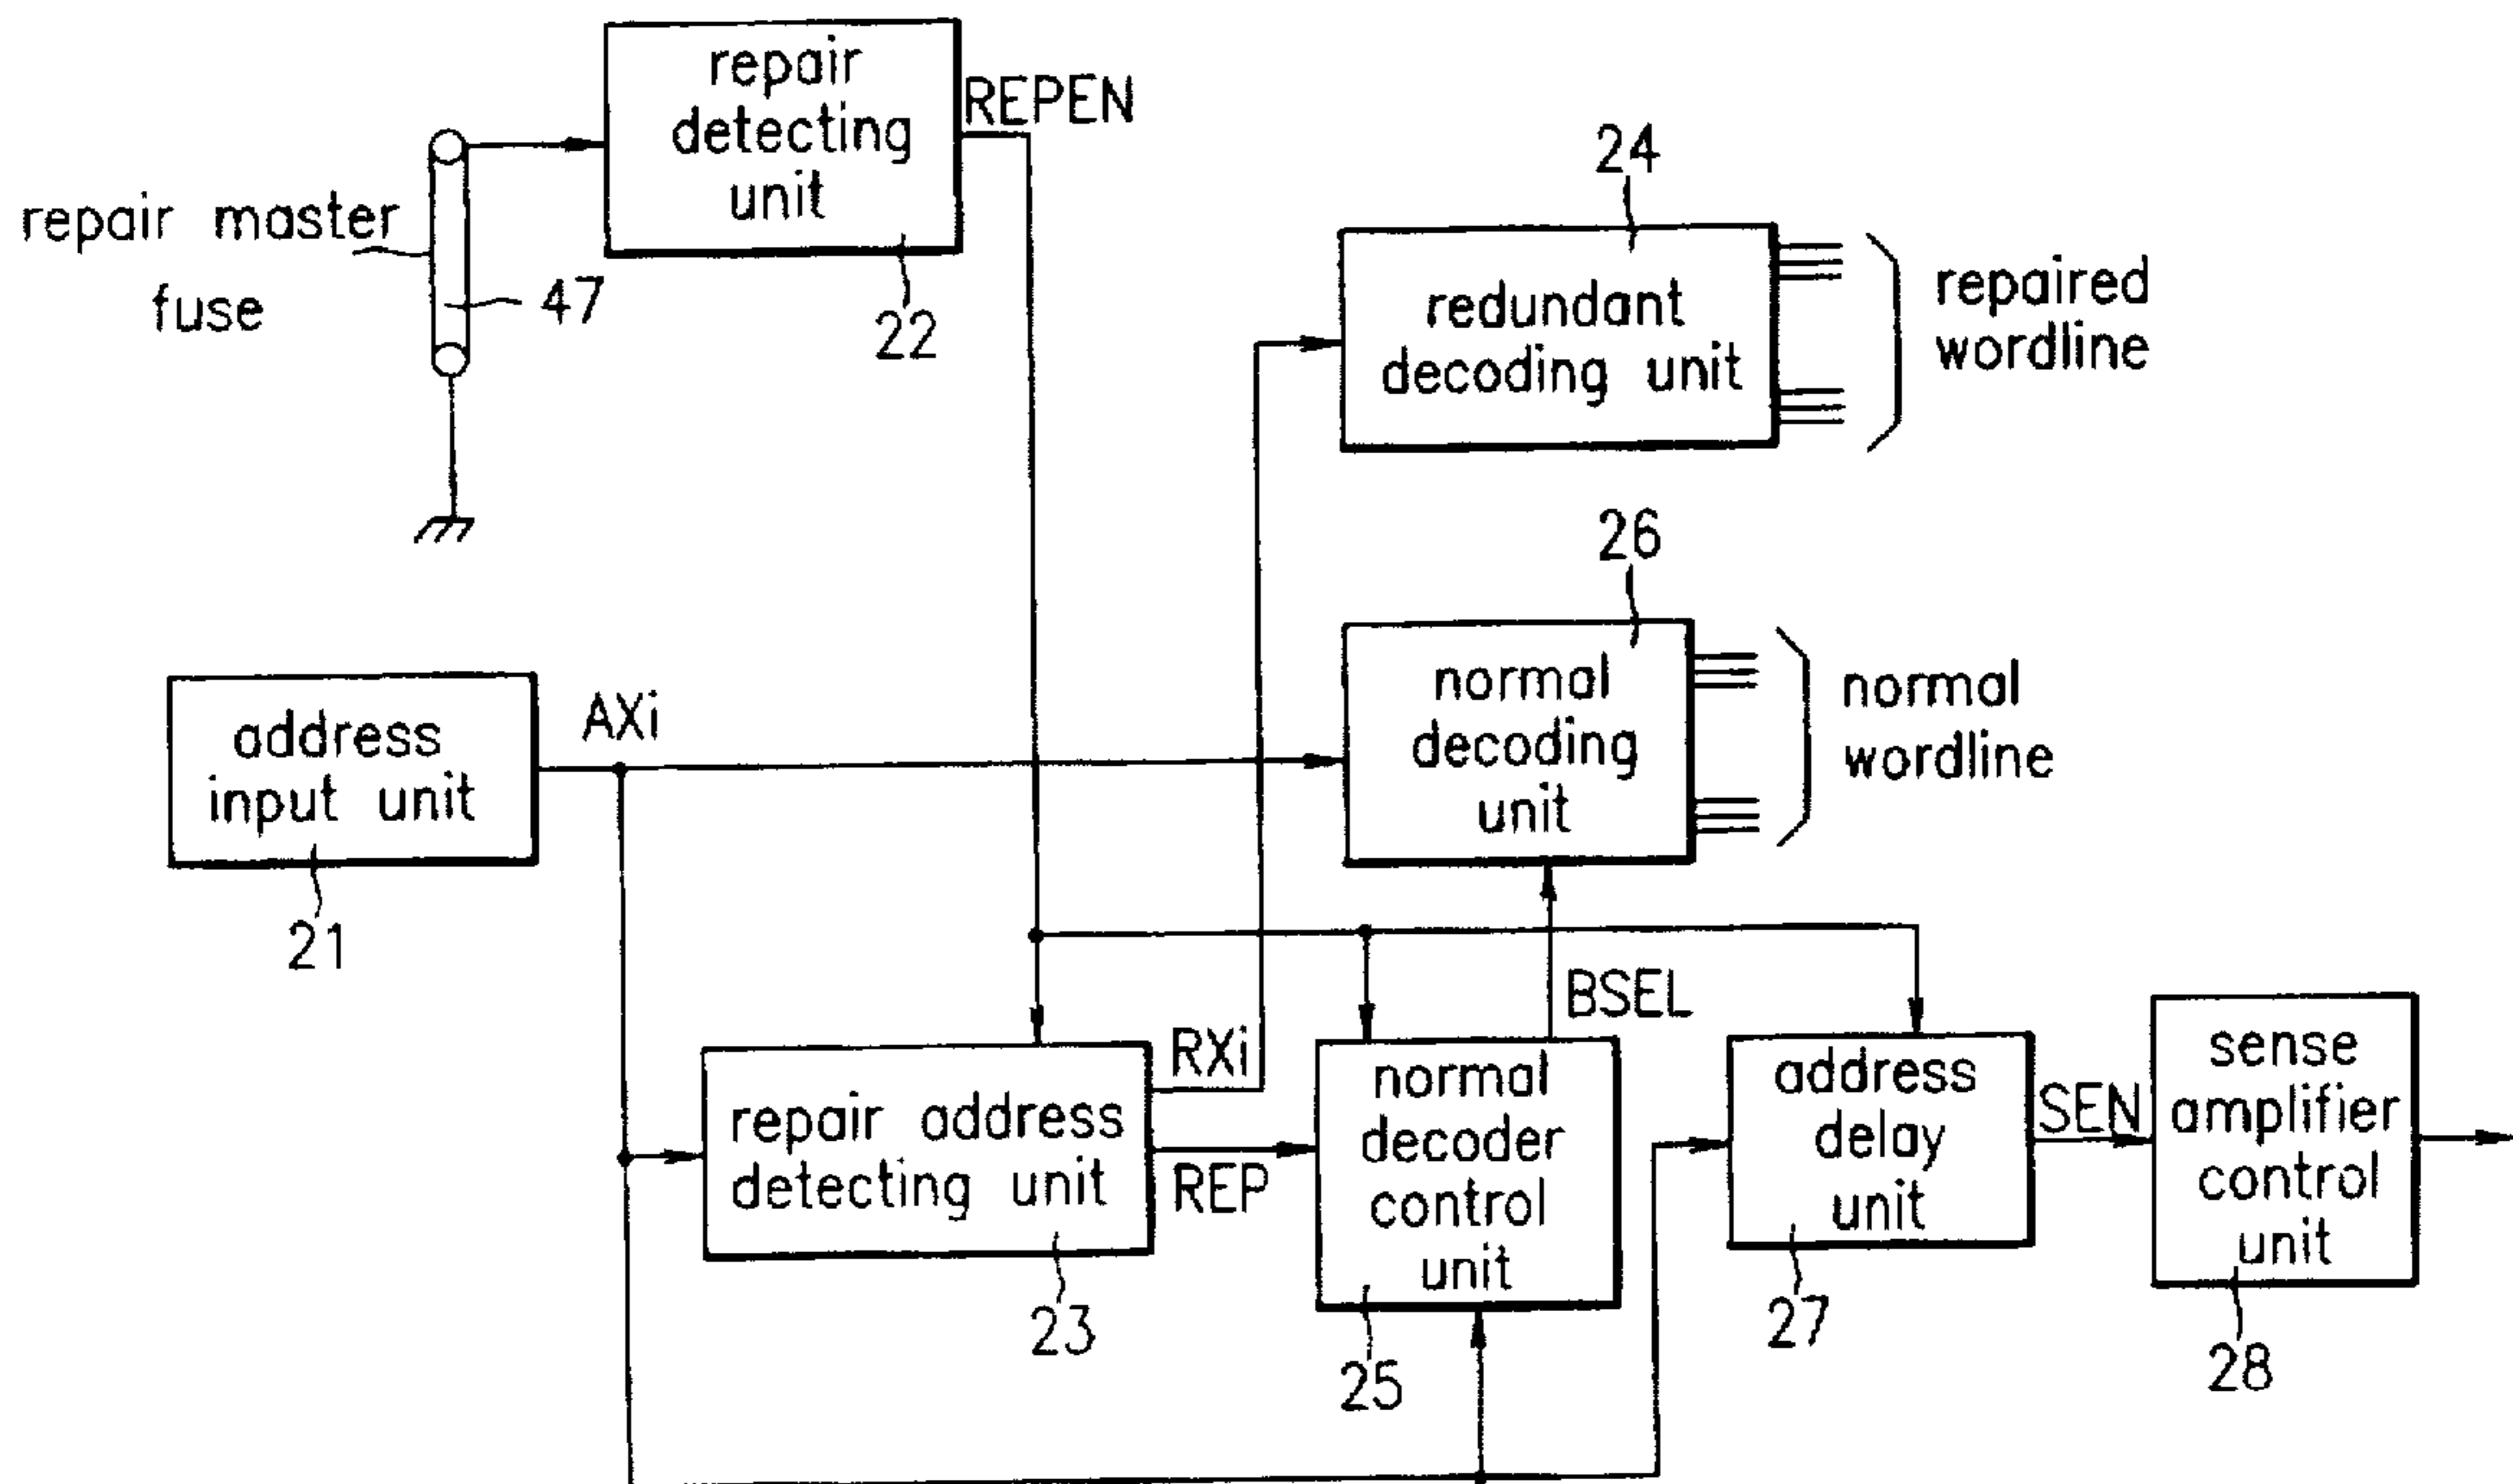 repair
detecting
unit
REPEN
22
repair master
fuse
47
24
redundant
decoding unit
repaired
wordline
26
normal
decoding
unit
normal
wordline
address
input unit
AXi
21
BSEL
repair address
detecting unit
RXi
REP
23
normal
decoder
control
unit
25
address
delay
unit
SEN
27
sense
amplifier
control
unit
28